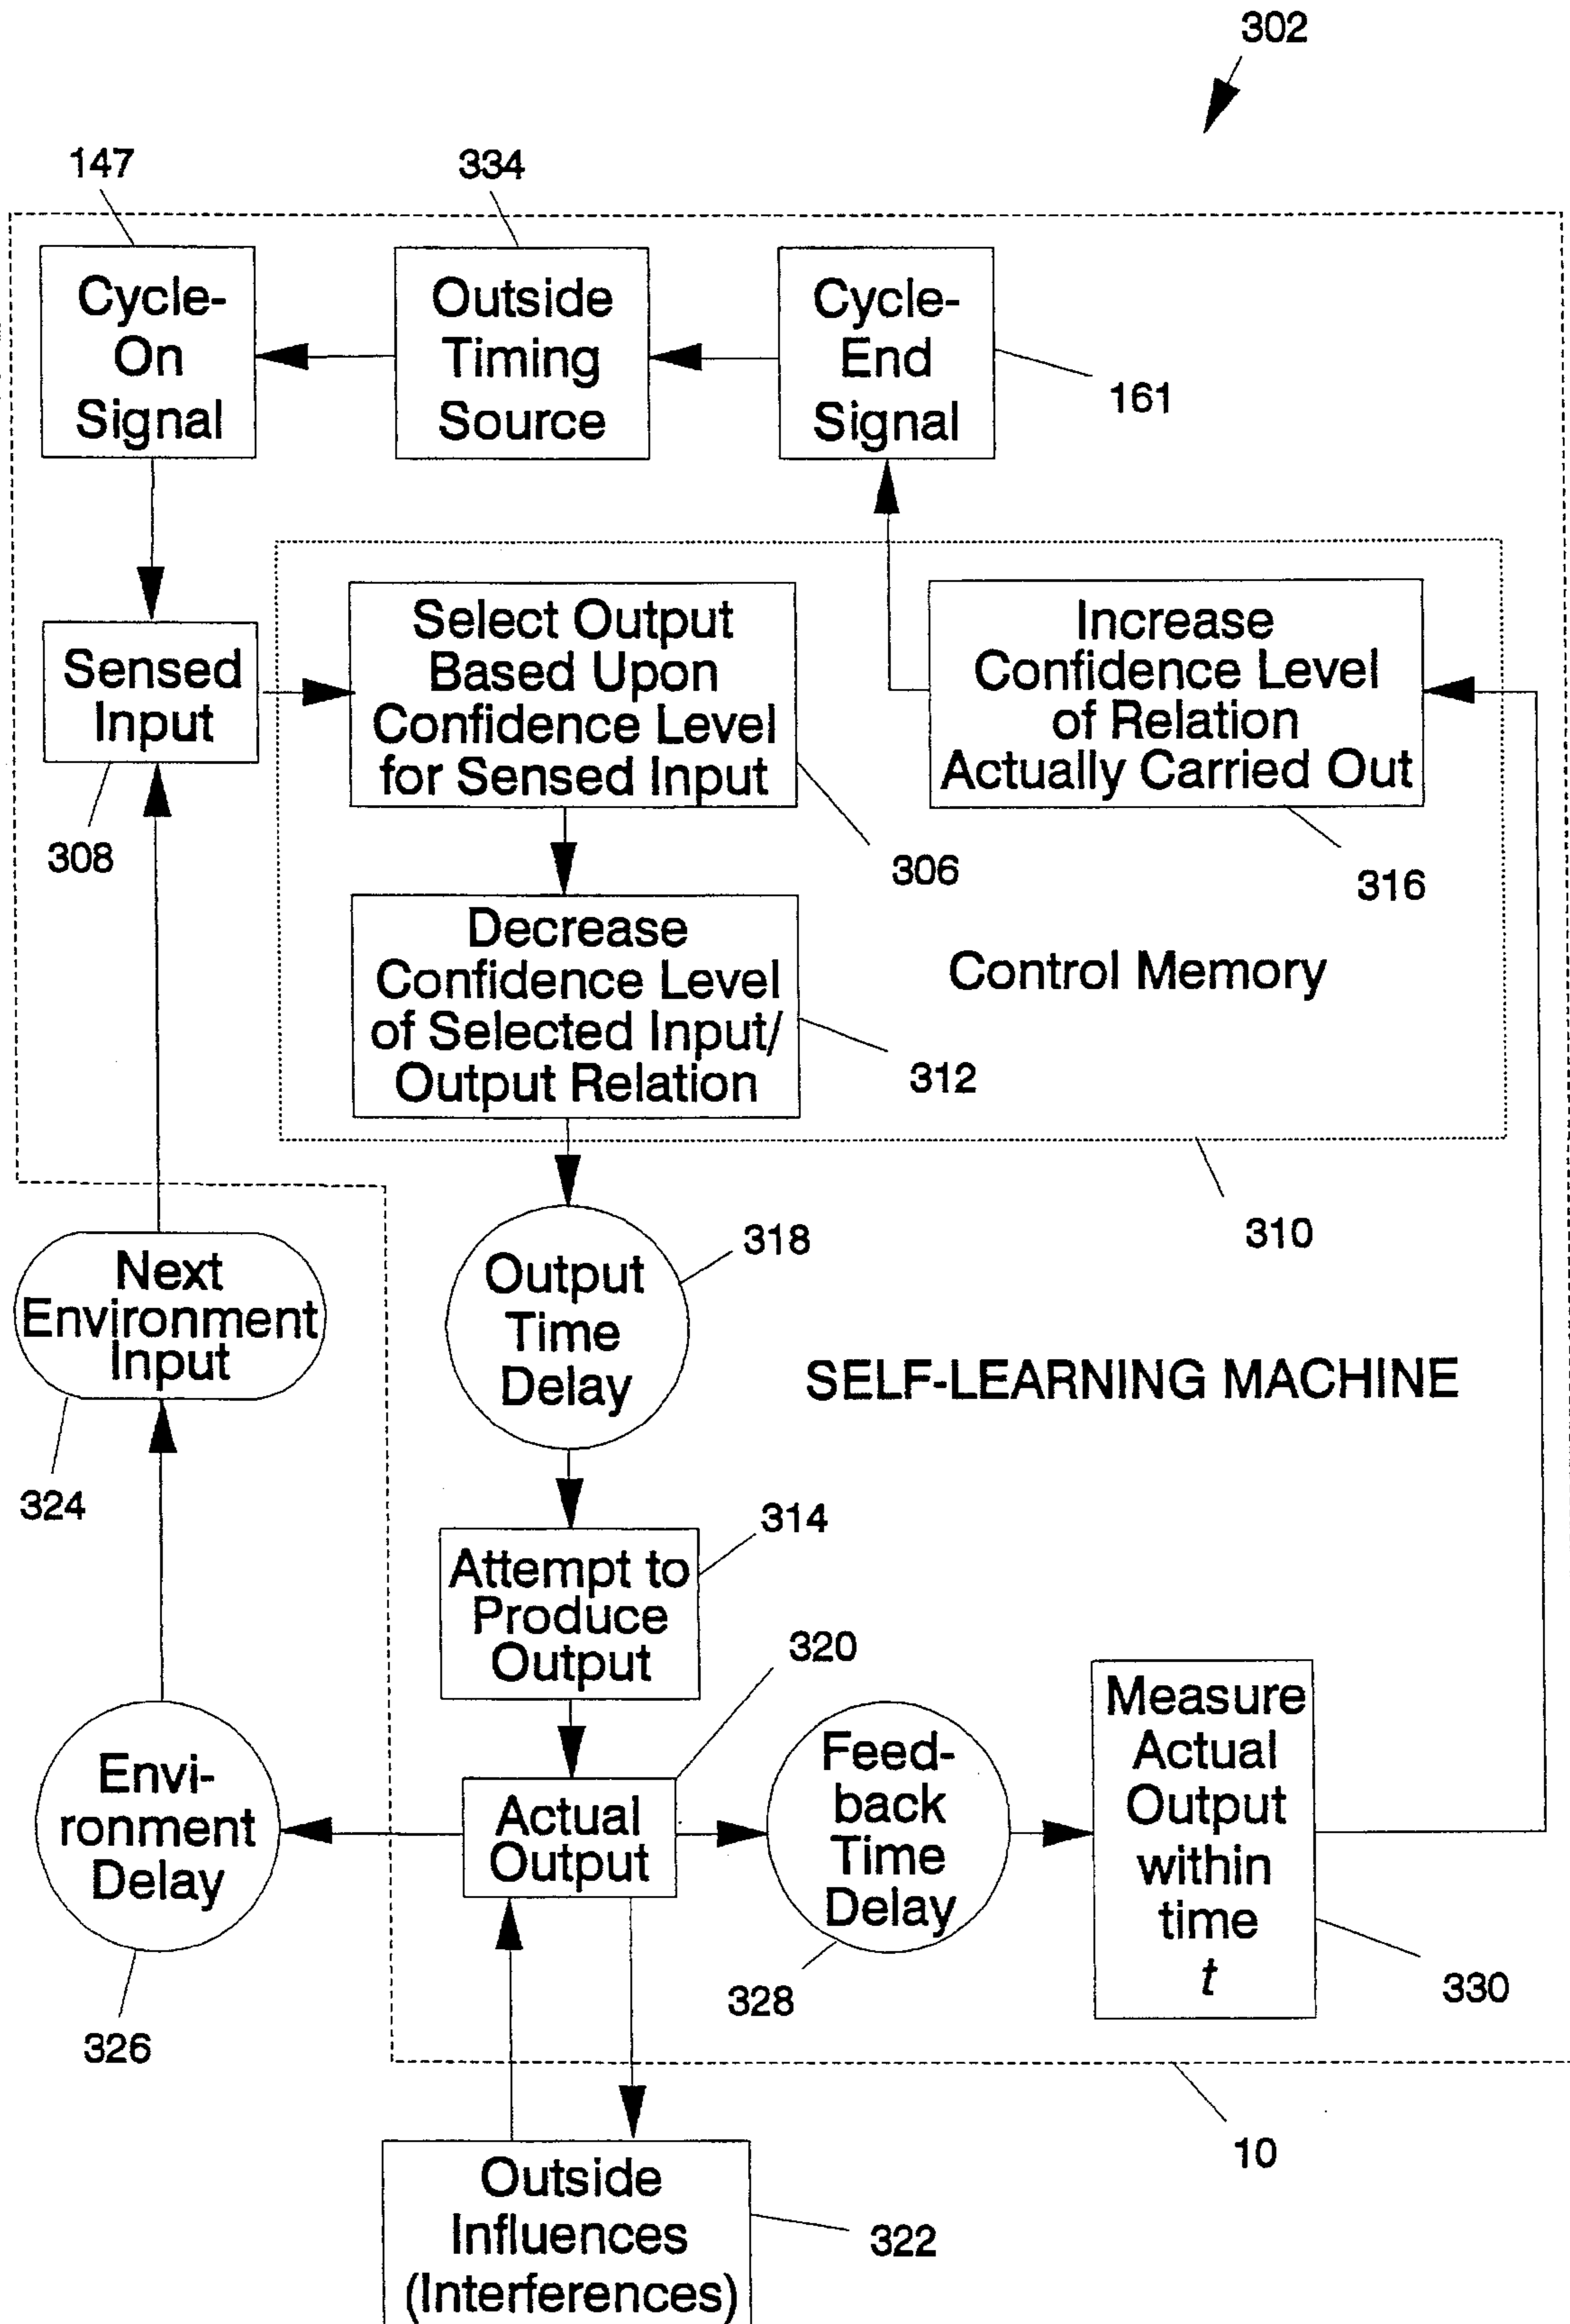 302
147
334
Cycle-
On
Signal
Outside
Timing
Source
Cycle-
End
Signal
161
Sensed
Input
308
Select Output
Based Upon
Confidence Level
for Sensed Input
306
Increase
Confidence Level
of Relation
Actually Carried Out
316
Decrease
Confidence Level
of Selected Input/
Output Relation
312
Control Memory
310
Next
Environment
Input
324
Output
Time
Delay
318
SELF-LEARNING MACHINE
Attempt to
Produce
Output
314
Envi-
ronment
Delay
326
Actual
Output
320
Feed-
back
Time
Delay
328
Measure
Actual
Output
within
time
t
330
10
Outside
Influences
(Interferences)
322